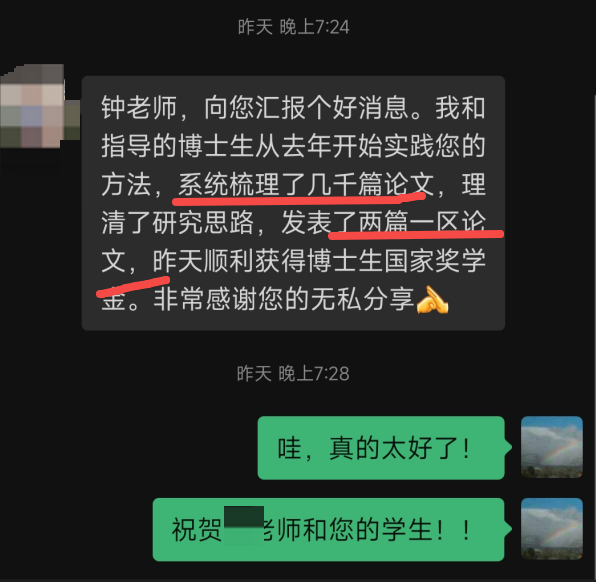 昨天 晚上7:24
钟老师，向您汇报个好消息。我和
指导的博士生从去年开始实践您的
方法，系统梳理了几千篇论文，理
清了研究思路，发表了两篇一区论
文，昨天顺利获得博士生国家奖学
金。非常感谢您的无私分享
昨天 晚上7:28
哇，真的太好了！
祝贺老师和您的学生！！